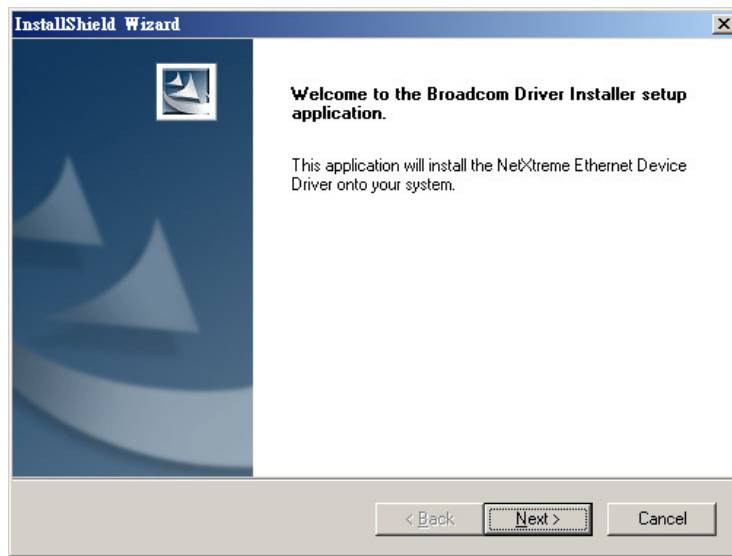 InstallShield Wizard
Welcome to the Broadcom Driver Installer setup
application.
This application will install the NetXtreme Ethernet Device
Driver onto your system.
< Back
Next >
Cancel